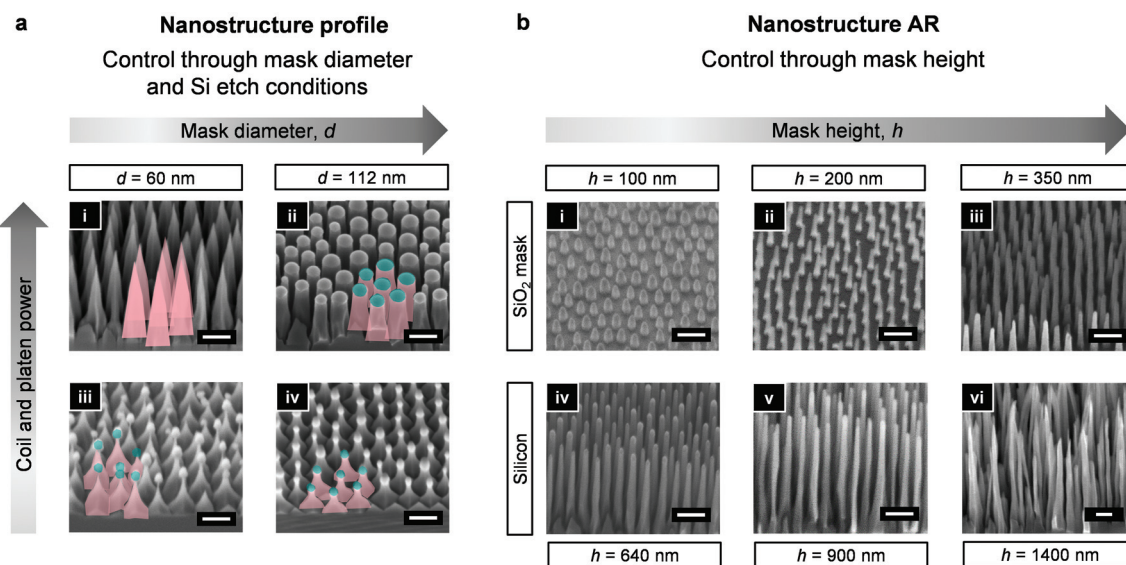 a
Nanostructure profile
Control through mask diameter
and Si etch conditions
Mask diameter, d
d = 60 nm
d = 112 nm
Coil and platen power
i
ii
iii
iv
b
Nanostructure AR
Control through mask height
Mask height, h
h = 100 nm
h = 200 nm
h = 350 nm
SiO₂ mask
i
ii
iii
Silicon
iv
v
vi
h = 640 nm
h = 900 nm
h = 1400 nm